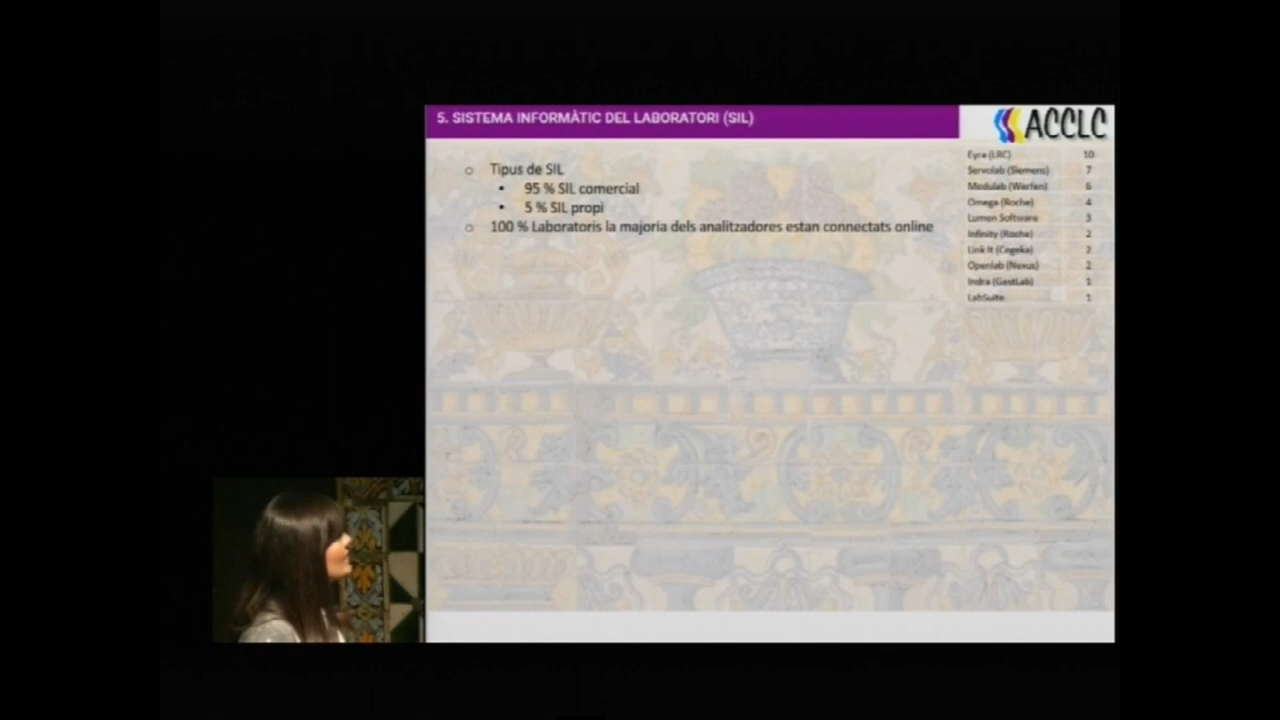 5. SISTEMA INFORMÀTIC DEL LABORATORI (SIL)
ACCLC
Tipus de SIL
95 % SIL comercial
5 % SIL propi
100 % Laboratoris la majoria dels analitzadores estan connectats online
Eyra (LRC) 10
Servolab (Siemens) 7
Modulab (Werfen) 6
Omega (Roche) 4
Lumen Software 3
Infinity (Roche) 2
Link It (Cegeka) 2
Openlab (Nexus) 2
Indra (GestLab) 1
LabSuite 1